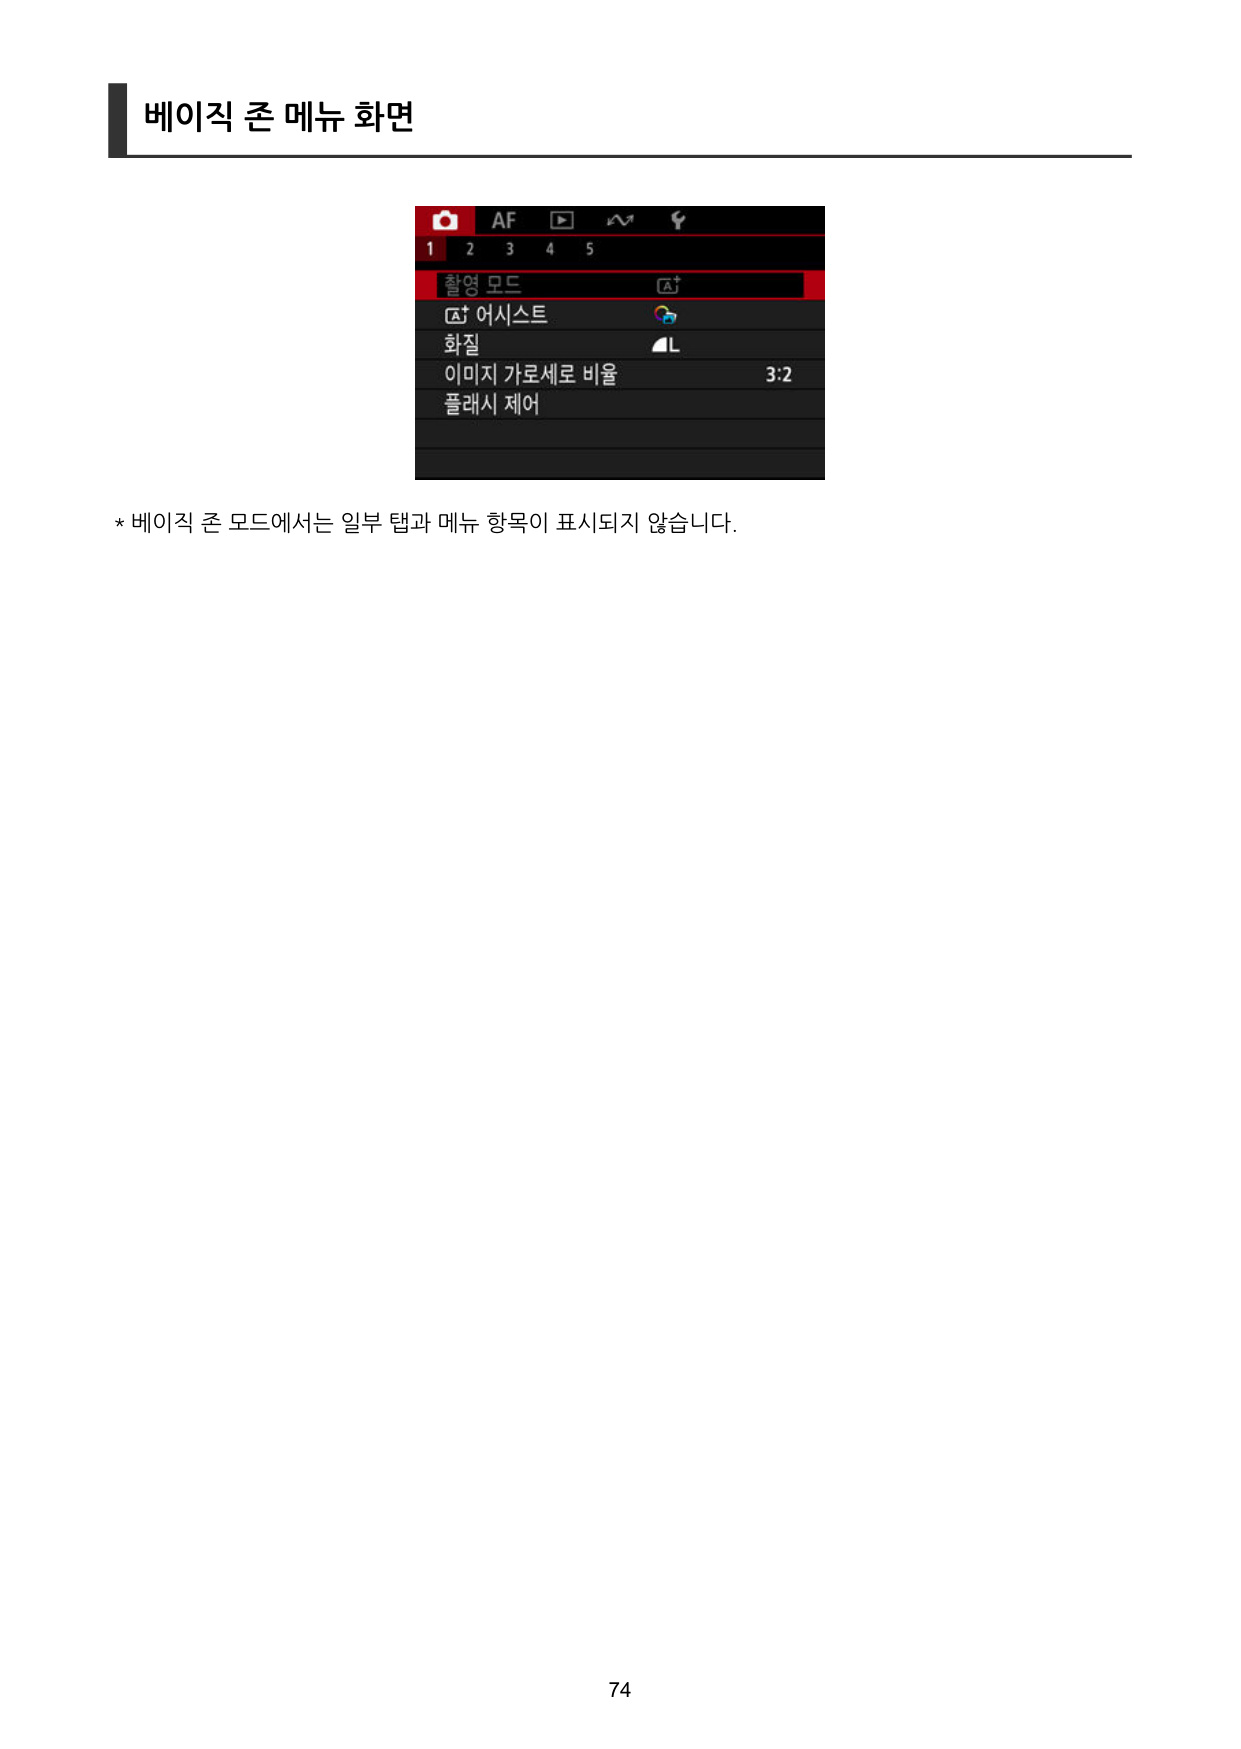 베이직 존 메뉴 화면
AF
1 2 3 4 5
촬영 모드 A+
A+ 어시스트
화질 L
이미지 가로세로 비율 3:2
플래시 제어
* 베이직 존 모드에서는 일부 탭과 메뉴 항목이 표시되지 않습니다.
74